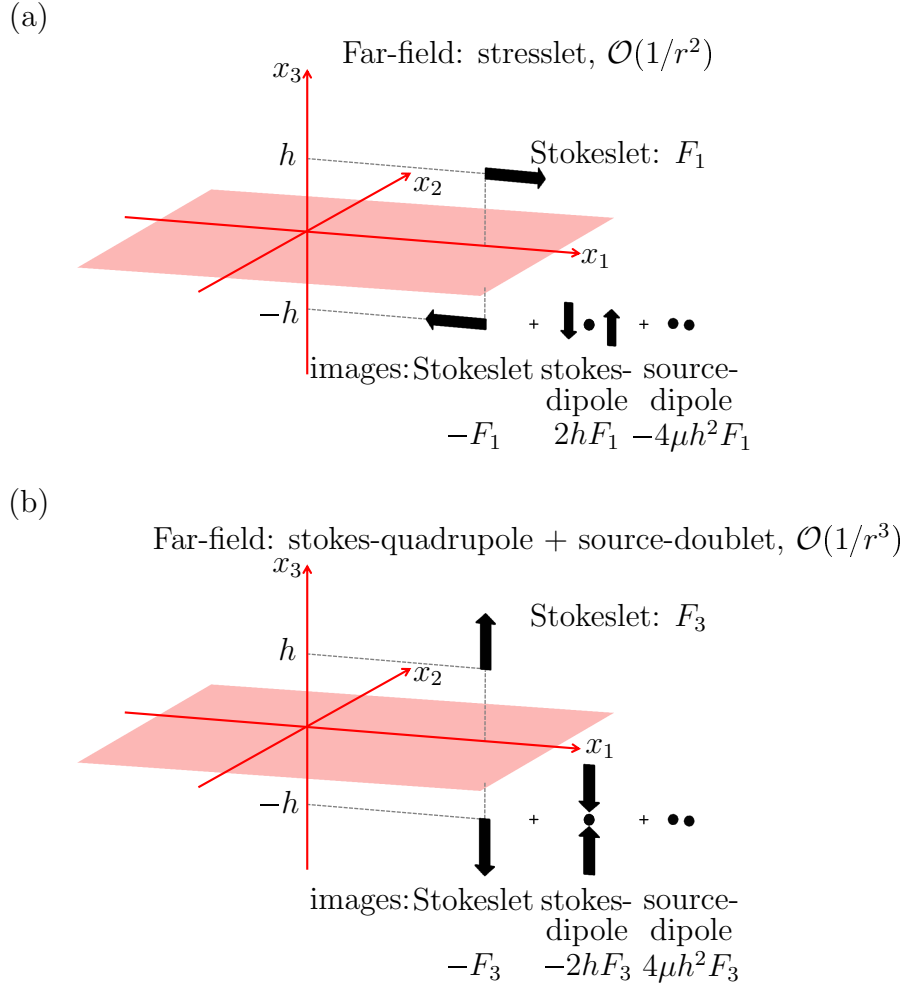 (a)
Far-field: stresslet, 𝒪(1/r²)
x₃
h
Stokeslet: F₁
x₂
x₁
−h
+ +
images: Stokeslet stokes- source-
dipole dipole
−F₁ 2hF₁ −4μh²F₁
(b)
Far-field: stokes-quadrupole + source-doublet, 𝒪(1/r³)
x₃
Stokeslet: F₃
h
x₂
x₁
−h
+ +
images: Stokeslet stokes- source-
dipole dipole
−F₃ −2hF₃ 4μh²F₃